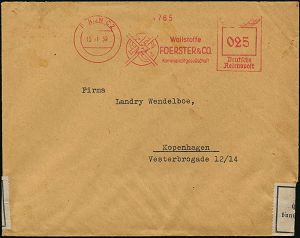 765
Wollstoffe
FOERSTER & CO.
Kommanditgesellschaft
025
Deutsche
Reichspost
Firma
Landry Wendelboe,
Kopenhagen
Vesterbrogade 12/14